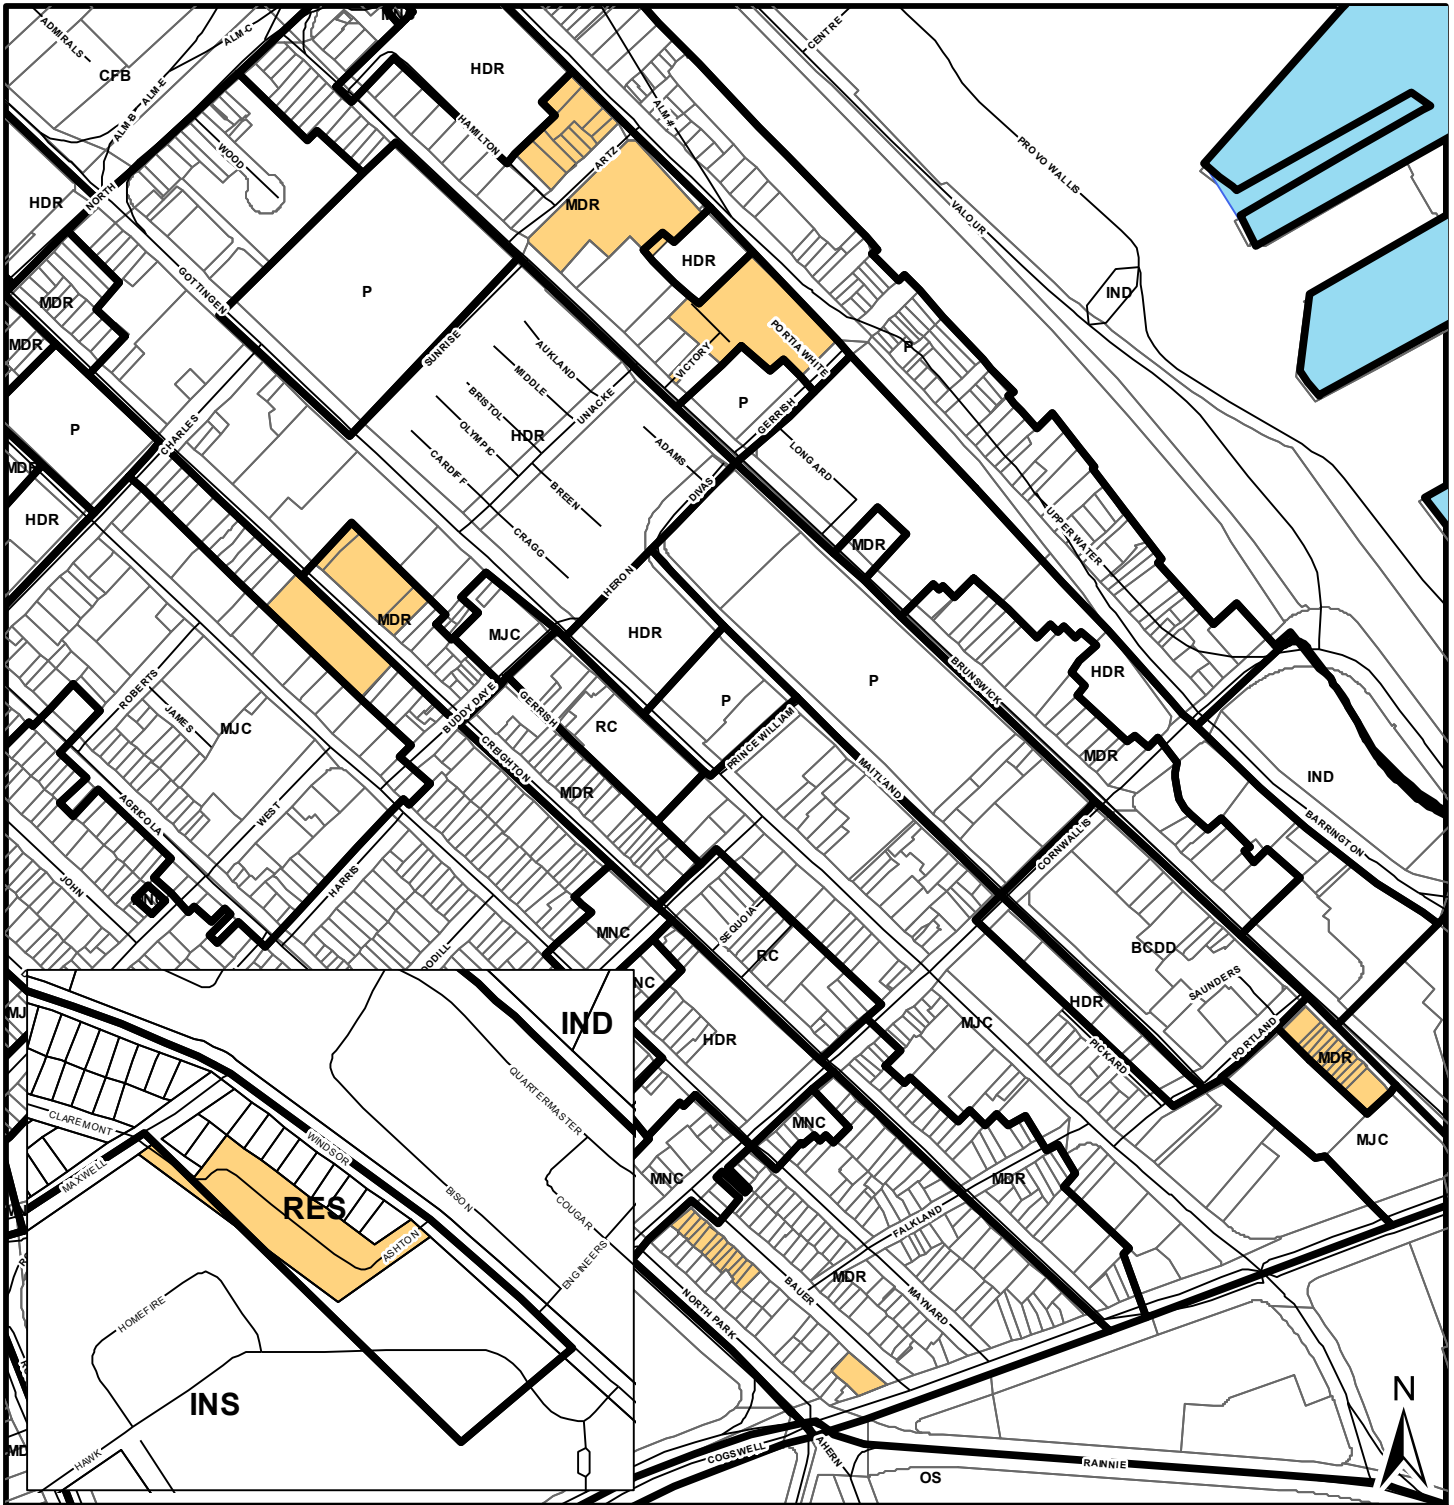 ADMIRALS
CFB
ALM C
ALM E
ALM B
HDR
HAMILTON
ALM #
CENTRE
PROVO WALLIS
VALOUR
WOOD
NORTH
HDR
ARTZ
MDR
GOTTINGEN
P
HDR
IND
MDR
MDR
SUNRISE
AUKLAND
MIDDLE
BRISTOL
OLYMPIC
CARDIFF
HDR
UNIACKE
VICTORY
PORTIA WHITE
P
P
GERRISH
P
CHARLES
ADAMS
LONG ARD
BREEN
DIVAS
CRAGG
HDR
MDR
UPPER WATER
HERON
MDR
MJC
HDR
P
BRUNSWICK
HDR
ROBERTS
JAMES
MJC
BUDDY DAYE
GERRISH
RC
P
PRINCE WILLIAM
MAITLAND
MDR
CREIGHTON
MDR
IND
BARRINGTON
AGRICOLA
WEST
HARRIS
JOHN
CORNWALLIS
SEQUOIA
MNC
RC
BCDD
SAUNDERS
HDR
MJC
PICKARD
PORTLAND
MDR
HDR
MNC
MJC
MNC
MDR
FALKLAND
MDR
BAUER
MAYNARD
NORTH PARK
IND
QUARTERMASTER
CLAREMONT
MAXWELL
WINDSOR
BISON
COUGAR
ENGINEERS
RES
ASHTON
HOMEFIRE
INS
HAWK
COGSWELL
AHERN
RAINNIE
OS
N